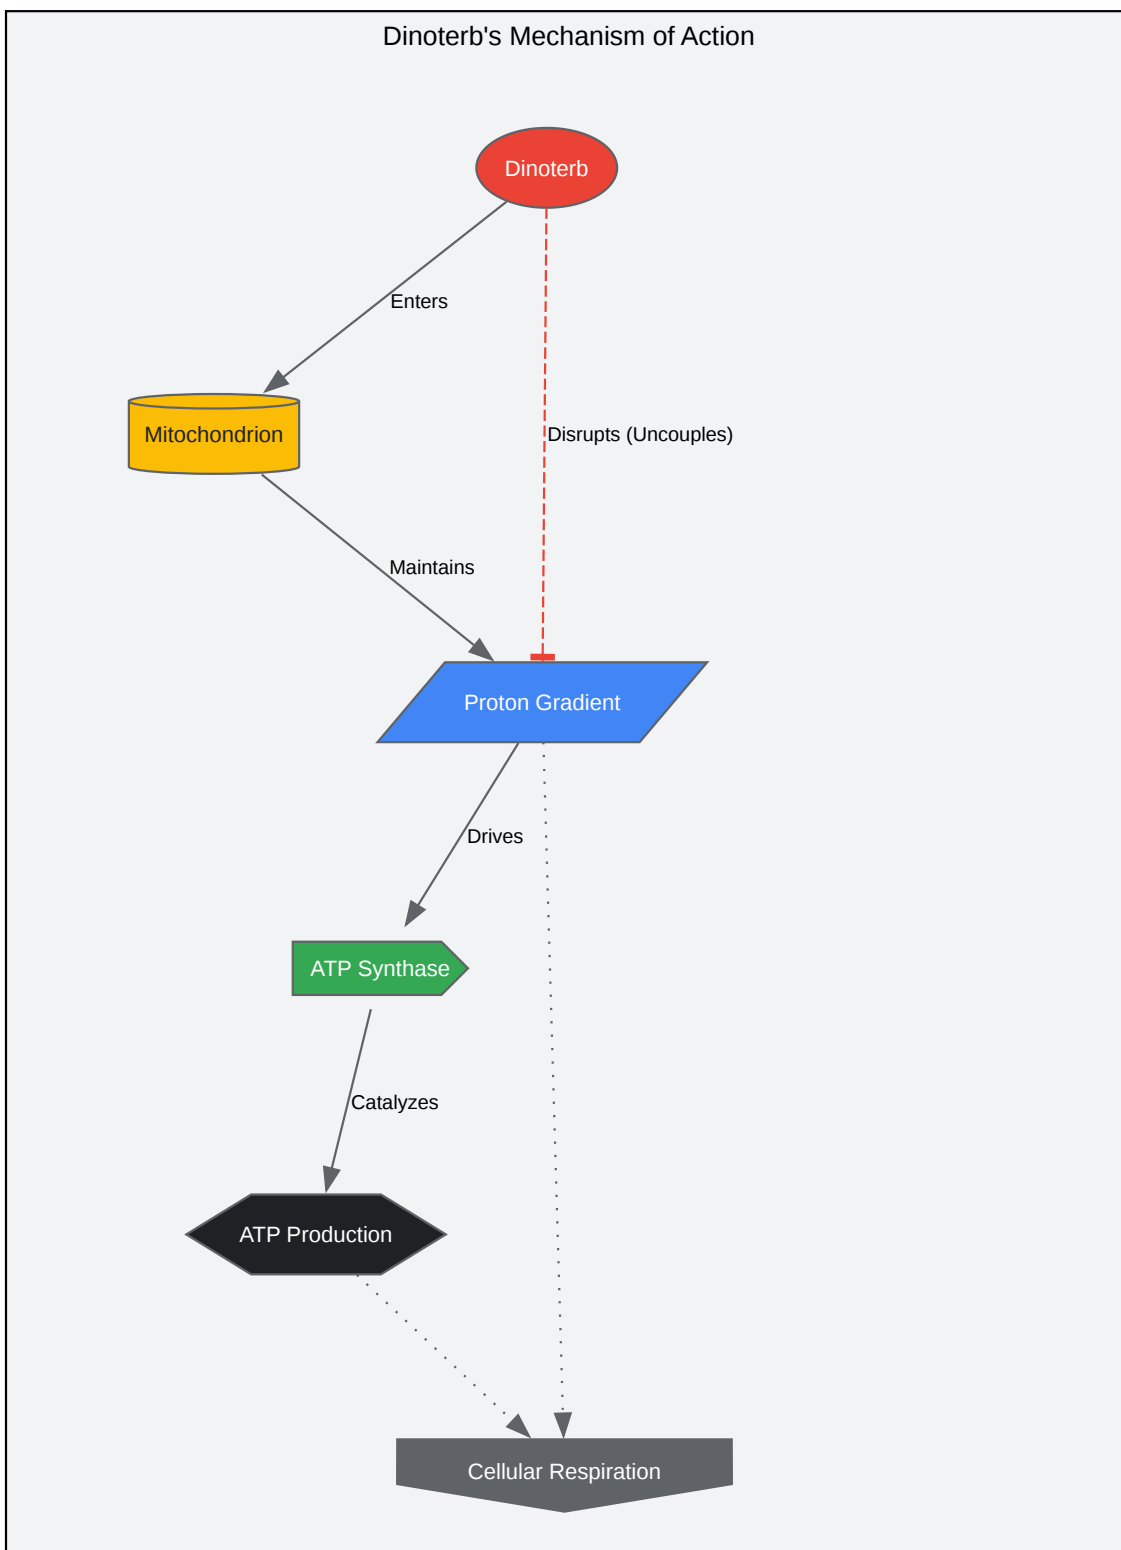 Dinoterb's Mechanism of Action
Dinoterb
Enters
Mitochondrion
Disrupts (Uncouples)
Maintains
Proton Gradient
Drives
ATP Synthase
Catalyzes
ATP Production
Cellular Respiration